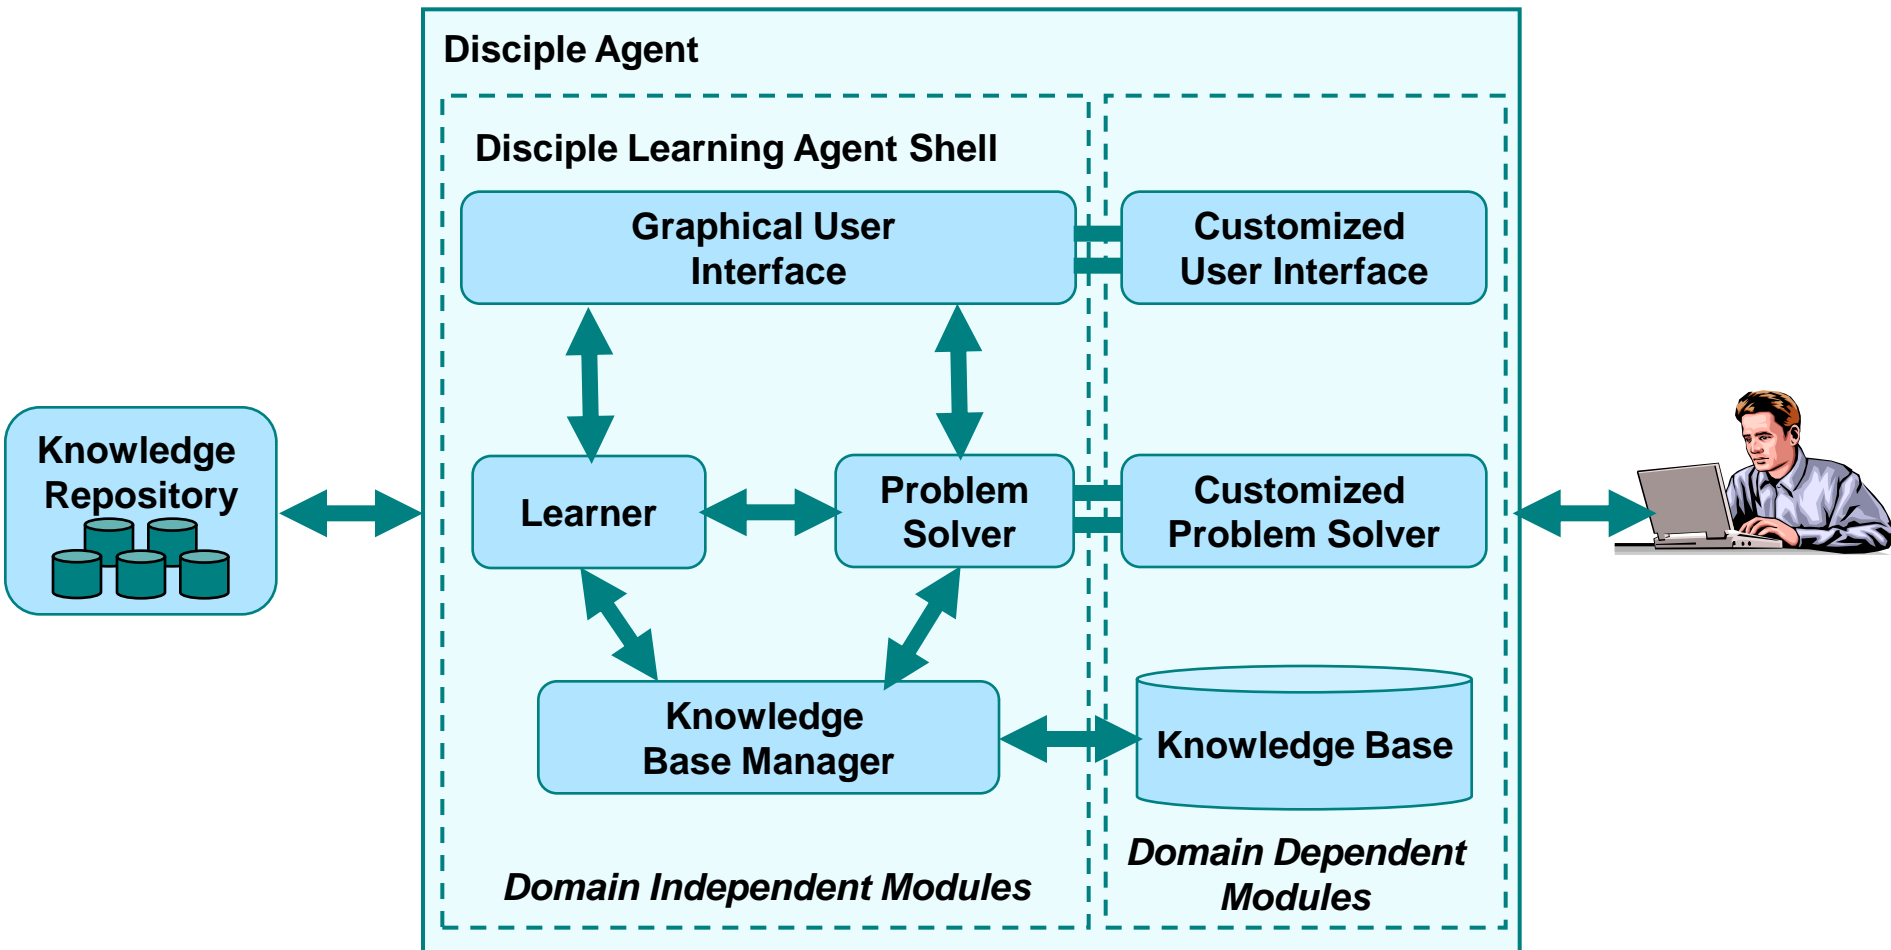 Disciple Agent
Disciple Learning Agent Shell
Graphical User
Interface
Customized
User Interface
Knowledge
Repository
Learner
Problem
Solver
Customized
Problem Solver
Knowledge
Base Manager
Knowledge Base
Domain Independent Modules
Domain Dependent
Modules